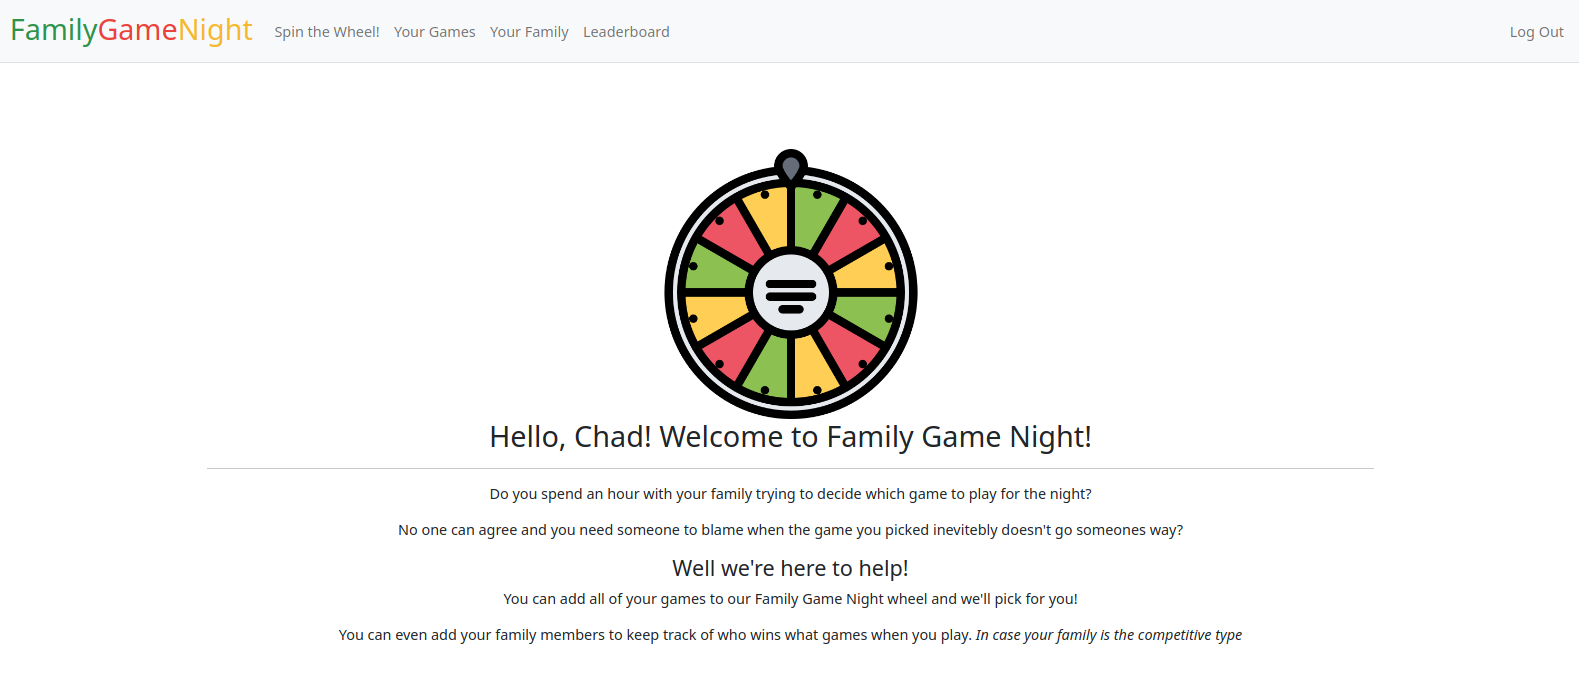 FamilyGameNight Spin the Wheel! Your Games Your Family Leaderboard Log Out
Hello, Chad! Welcome to Family Game Night!
Do you spend an hour with your family trying to decide which game to play for the night?
No one can agree and you need someone to blame when the game you picked inevitebly doesn't go someones way?
Well we're here to help!
You can add all of your games to our Family Game Night wheel and we'll pick for you!
You can even add your family members to keep track of who wins what games when you play. In case your family is the competitive type